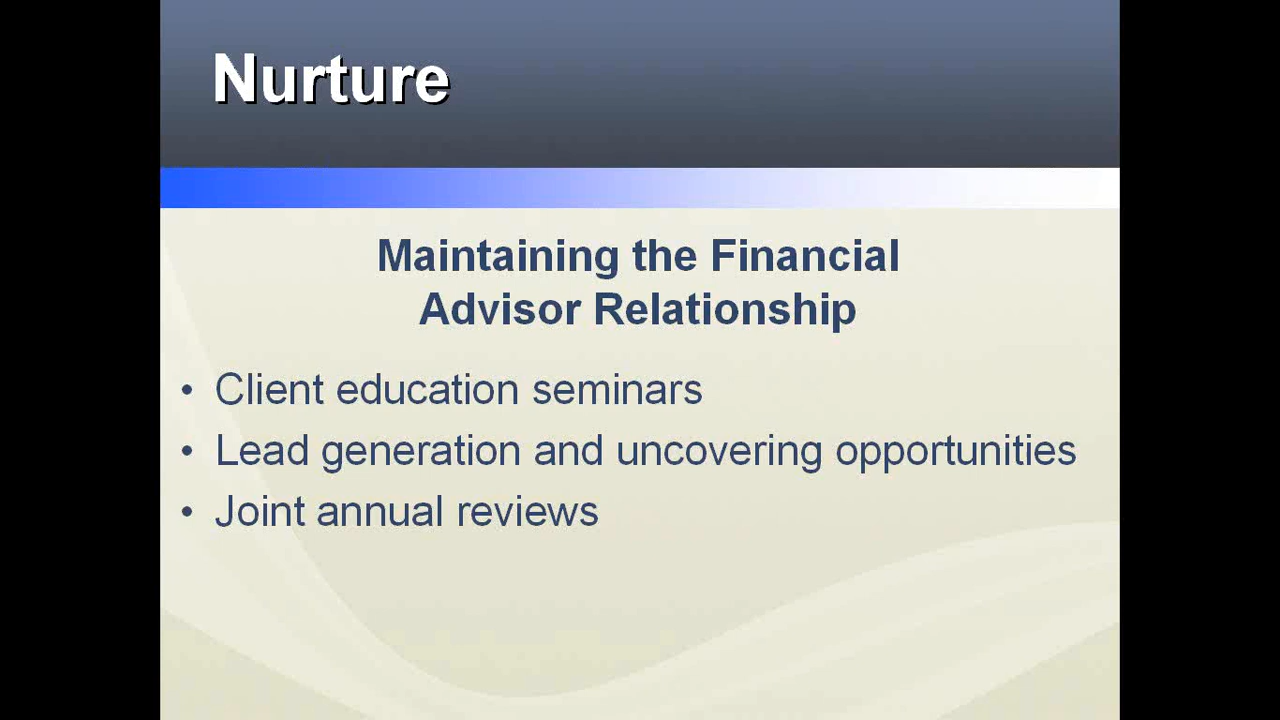 Nurture
Maintaining the Financial
Advisor Relationship
• Client education seminars
• Lead generation and uncovering opportunities
• Joint annual reviews